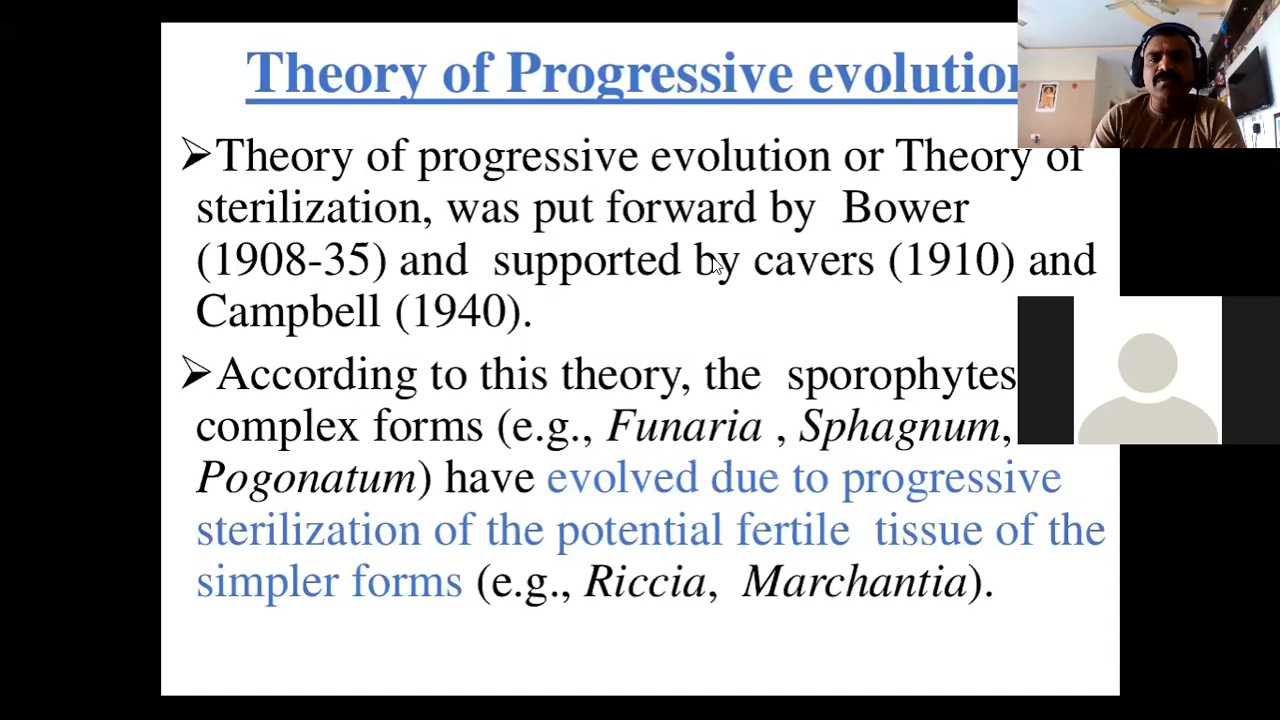 Theory of Progressive evolution
➢Theory of progressive evolution or Theory of
sterilization, was put forward by Bower
(1908-35) and supported by cavers (1910) and
Campbell (1940).
➢According to this theory, the sporophytes
complex forms (e.g., Funaria , Sphagnum,
Pogonatum) have evolved due to progressive
sterilization of the potential fertile tissue of the
simpler forms (e.g., Riccia, Marchantia).